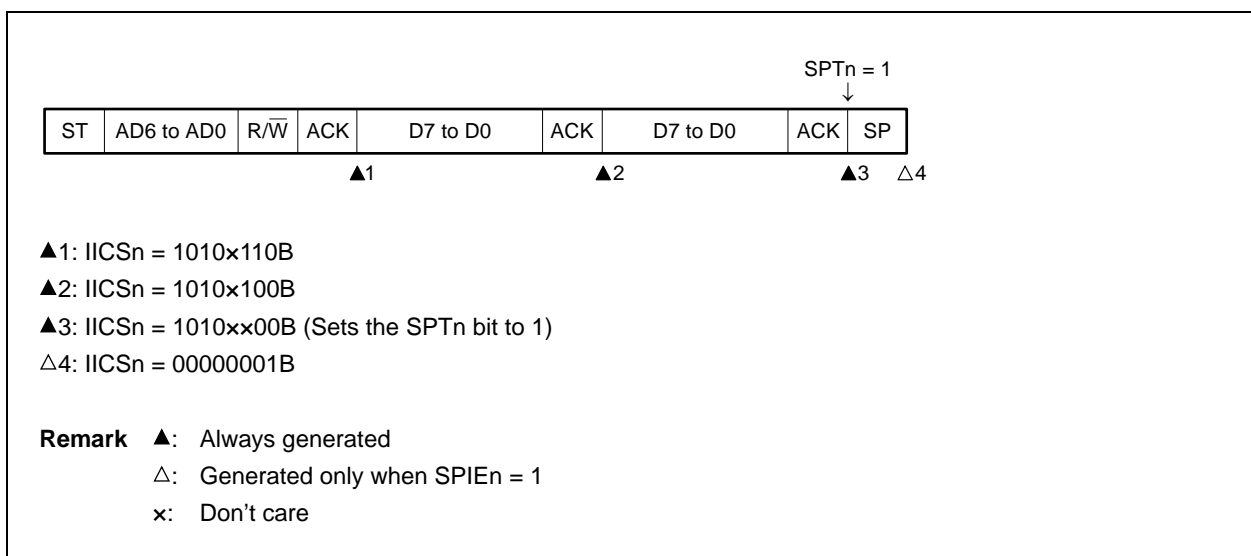 SPTn = 1
↓
ST AD6 to AD0 R/W̅ ACK D7 to D0 ACK D7 to D0 ACK SP
▲1 ▲2 ▲3 △4
▲1: IICSn = 1010×110B
▲2: IICSn = 1010×100B
▲3: IICSn = 1010××00B (Sets the SPTn bit to 1)
△4: IICSn = 00000001B
Remark ▲: Always generated
△: Generated only when SPIEn = 1
×: Don't care